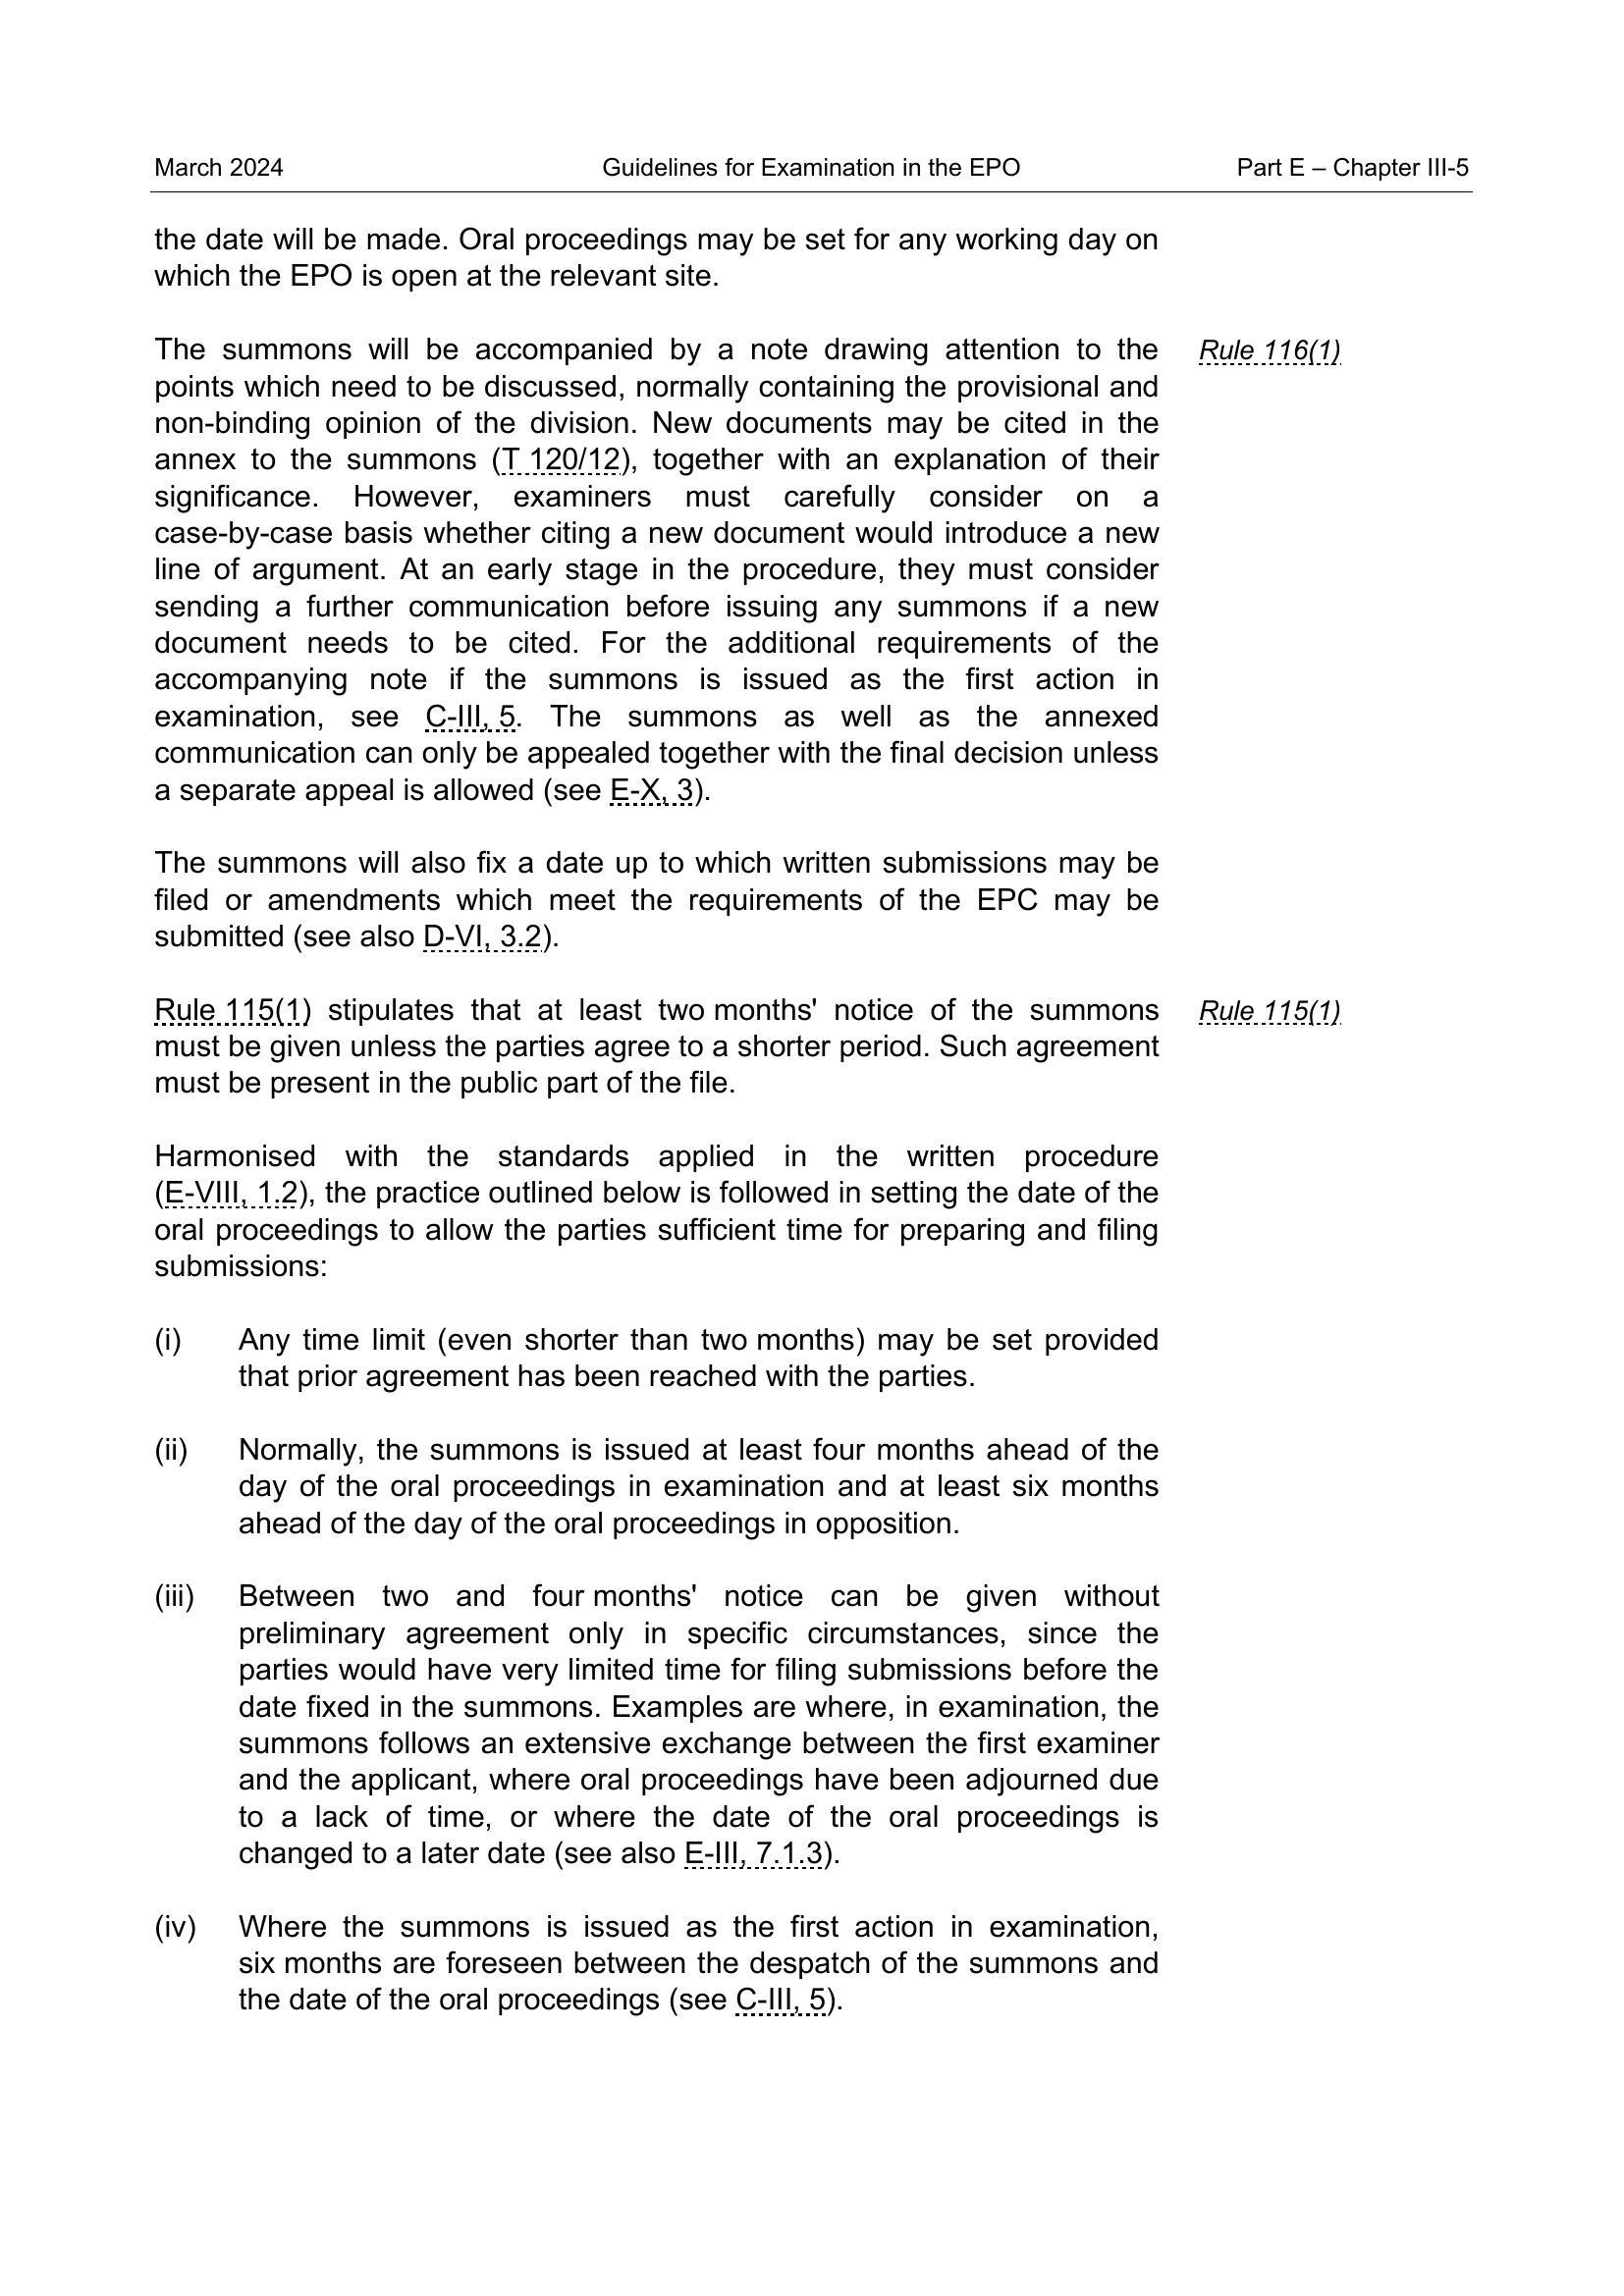 March 2024 Guidelines for Examination in the EPO Part E – Chapter III-5
the date will be made. Oral proceedings may be set for any working day on
which the EPO is open at the relevant site.
The summons will be accompanied by a note drawing attention to the Rule 116(1)
points which need to be discussed, normally containing the provisional and
non-binding opinion of the division. New documents may be cited in the
annex to the summons (T 120/12), together with an explanation of their
significance. However, examiners must carefully consider on a
case-by-case basis whether citing a new document would introduce a new
line of argument. At an early stage in the procedure, they must consider
sending a further communication before issuing any summons if a new
document needs to be cited. For the additional requirements of the
accompanying note if the summons is issued as the first action in
examination, see C-III, 5. The summons as well as the annexed
communication can only be appealed together with the final decision unless
a separate appeal is allowed (see E-X, 3).
The summons will also fix a date up to which written submissions may be
filed or amendments which meet the requirements of the EPC may be
submitted (see also D-VI, 3.2).
Rule 115(1) stipulates that at least two months' notice of the summons Rule 115(1)
must be given unless the parties agree to a shorter period. Such agreement
must be present in the public part of the file.
Harmonised with the standards applied in the written procedure
(E-VIII, 1.2), the practice outlined below is followed in setting the date of the
oral proceedings to allow the parties sufficient time for preparing and filing
submissions:
(i) Any time limit (even shorter than two months) may be set provided
that prior agreement has been reached with the parties.
(ii) Normally, the summons is issued at least four months ahead of the
day of the oral proceedings in examination and at least six months
ahead of the day of the oral proceedings in opposition.
(iii) Between two and four months' notice can be given without
preliminary agreement only in specific circumstances, since the
parties would have very limited time for filing submissions before the
date fixed in the summons. Examples are where, in examination, the
summons follows an extensive exchange between the first examiner
and the applicant, where oral proceedings have been adjourned due
to a lack of time, or where the date of the oral proceedings is
changed to a later date (see also E-III, 7.1.3).
(iv) Where the summons is issued as the first action in examination,
six months are foreseen between the despatch of the summons and
the date of the oral proceedings (see C-III, 5).